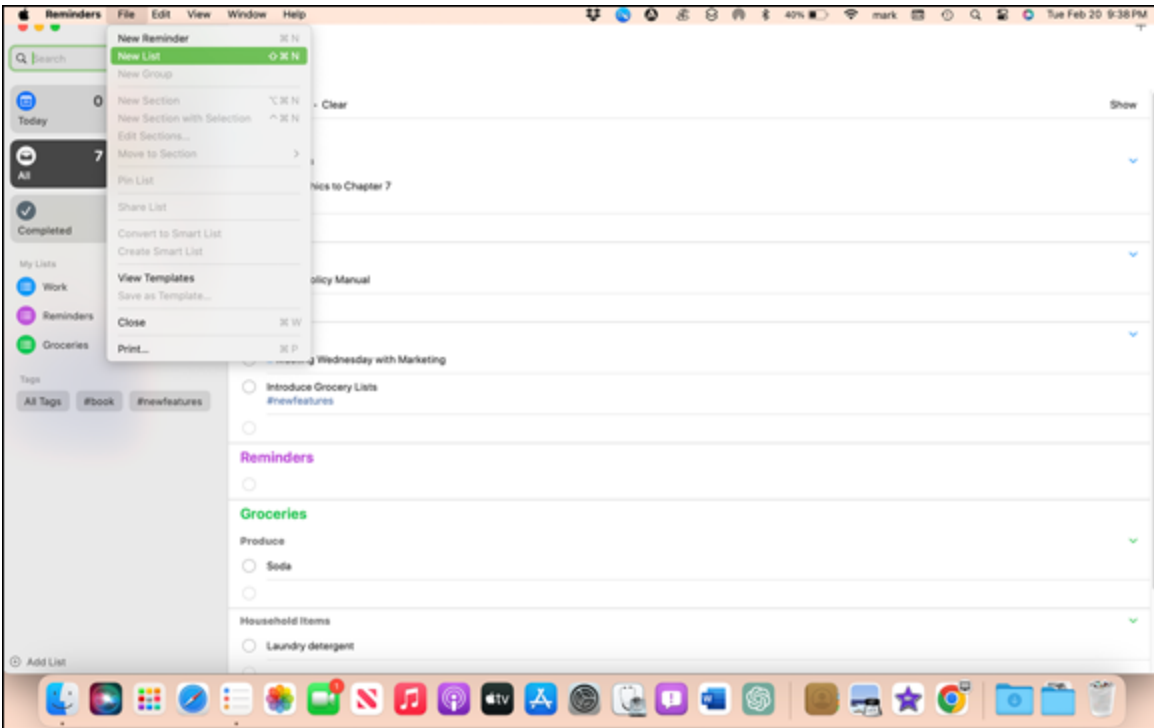 Reminders File Edit View Window Help 40% mark Tue Feb 20 9:38 PM
Search
Today 0
All 7
Completed
My Lists
Work
Reminders
Groceries
Tags
All Tags #book #newfeatures
Add List
New Reminder ⌘ N
New List ⇧ ⌘ N
New Group
New Section ⌥ ⌘ N
New Section with Selection ^ ⌘ N
Edit Sections...
Move to Section >
Pin List
Share List
Convert to Smart List
Create Smart List
View Templates
Save as Template...
Close ⌘ W
Print... ⌘ P
Clear Show
to Chapter 7
Manual
Wednesday with Marketing
Introduce Grocery Lists
#newfeatures
Reminders
Groceries
Produce
Soda
Household Items
Laundry detergent
tv